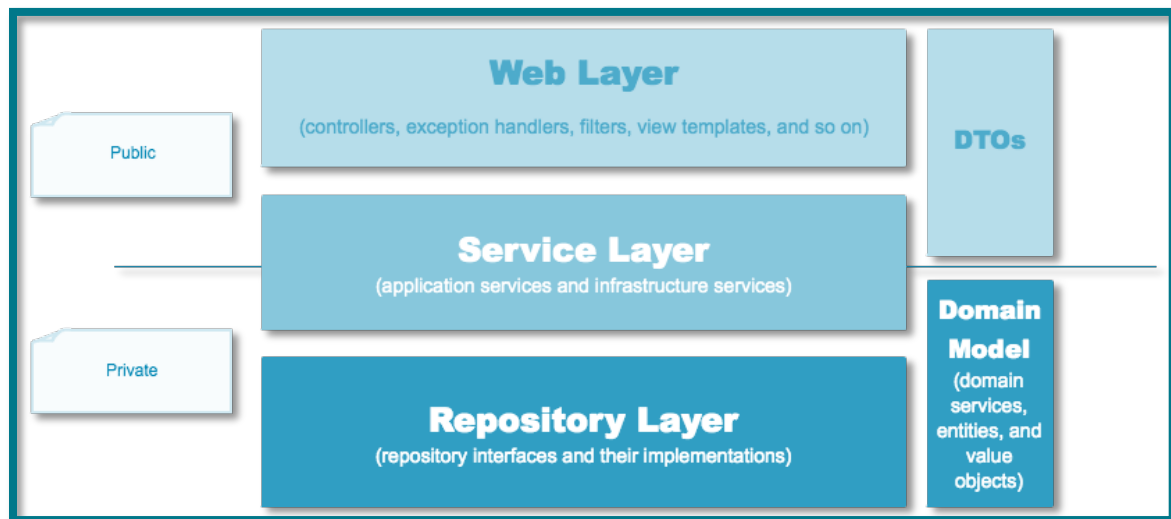 Web Layer
(controllers, exception handlers, filters, view templates, and so on)
DTOs
Public
Service Layer
(application services and infrastructure services)
Private
Repository Layer
(repository interfaces and their implementations)
Domain
Model
(domain
services,
entities, and
value
objects)